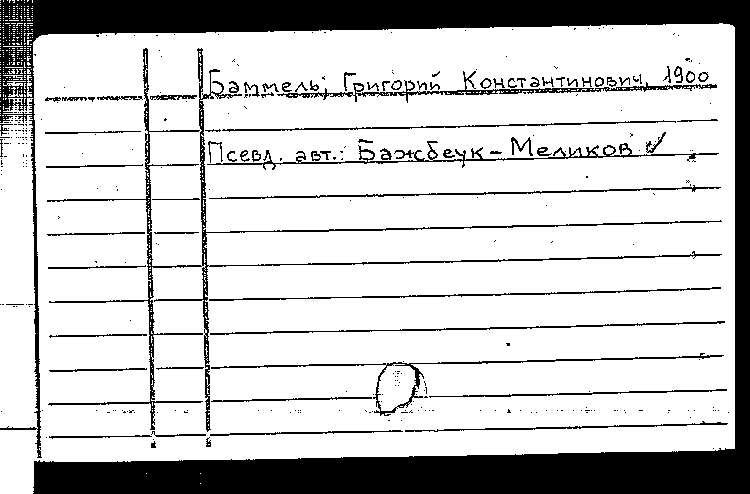 Баммель, Григорий Константинович, 1900
Псевд. авт.: Бажбеук-Меликов ✓